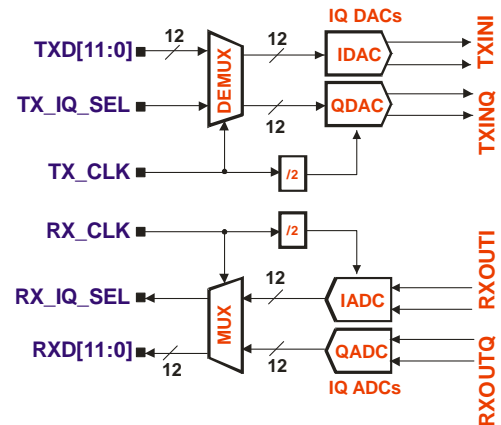 IQ DACs
TXD[11:0]
12
12
IDAC
TXINI
DEMUX
TX_IQ_SEL
12
QDAC
TXINQ
TX_CLK
/2
RX_CLK
/2
RX_IQ_SEL
MUX
12
IADC
RXOUTI
RXD[11:0]
12
12
QADC
RXOUTQ
IQ ADCs